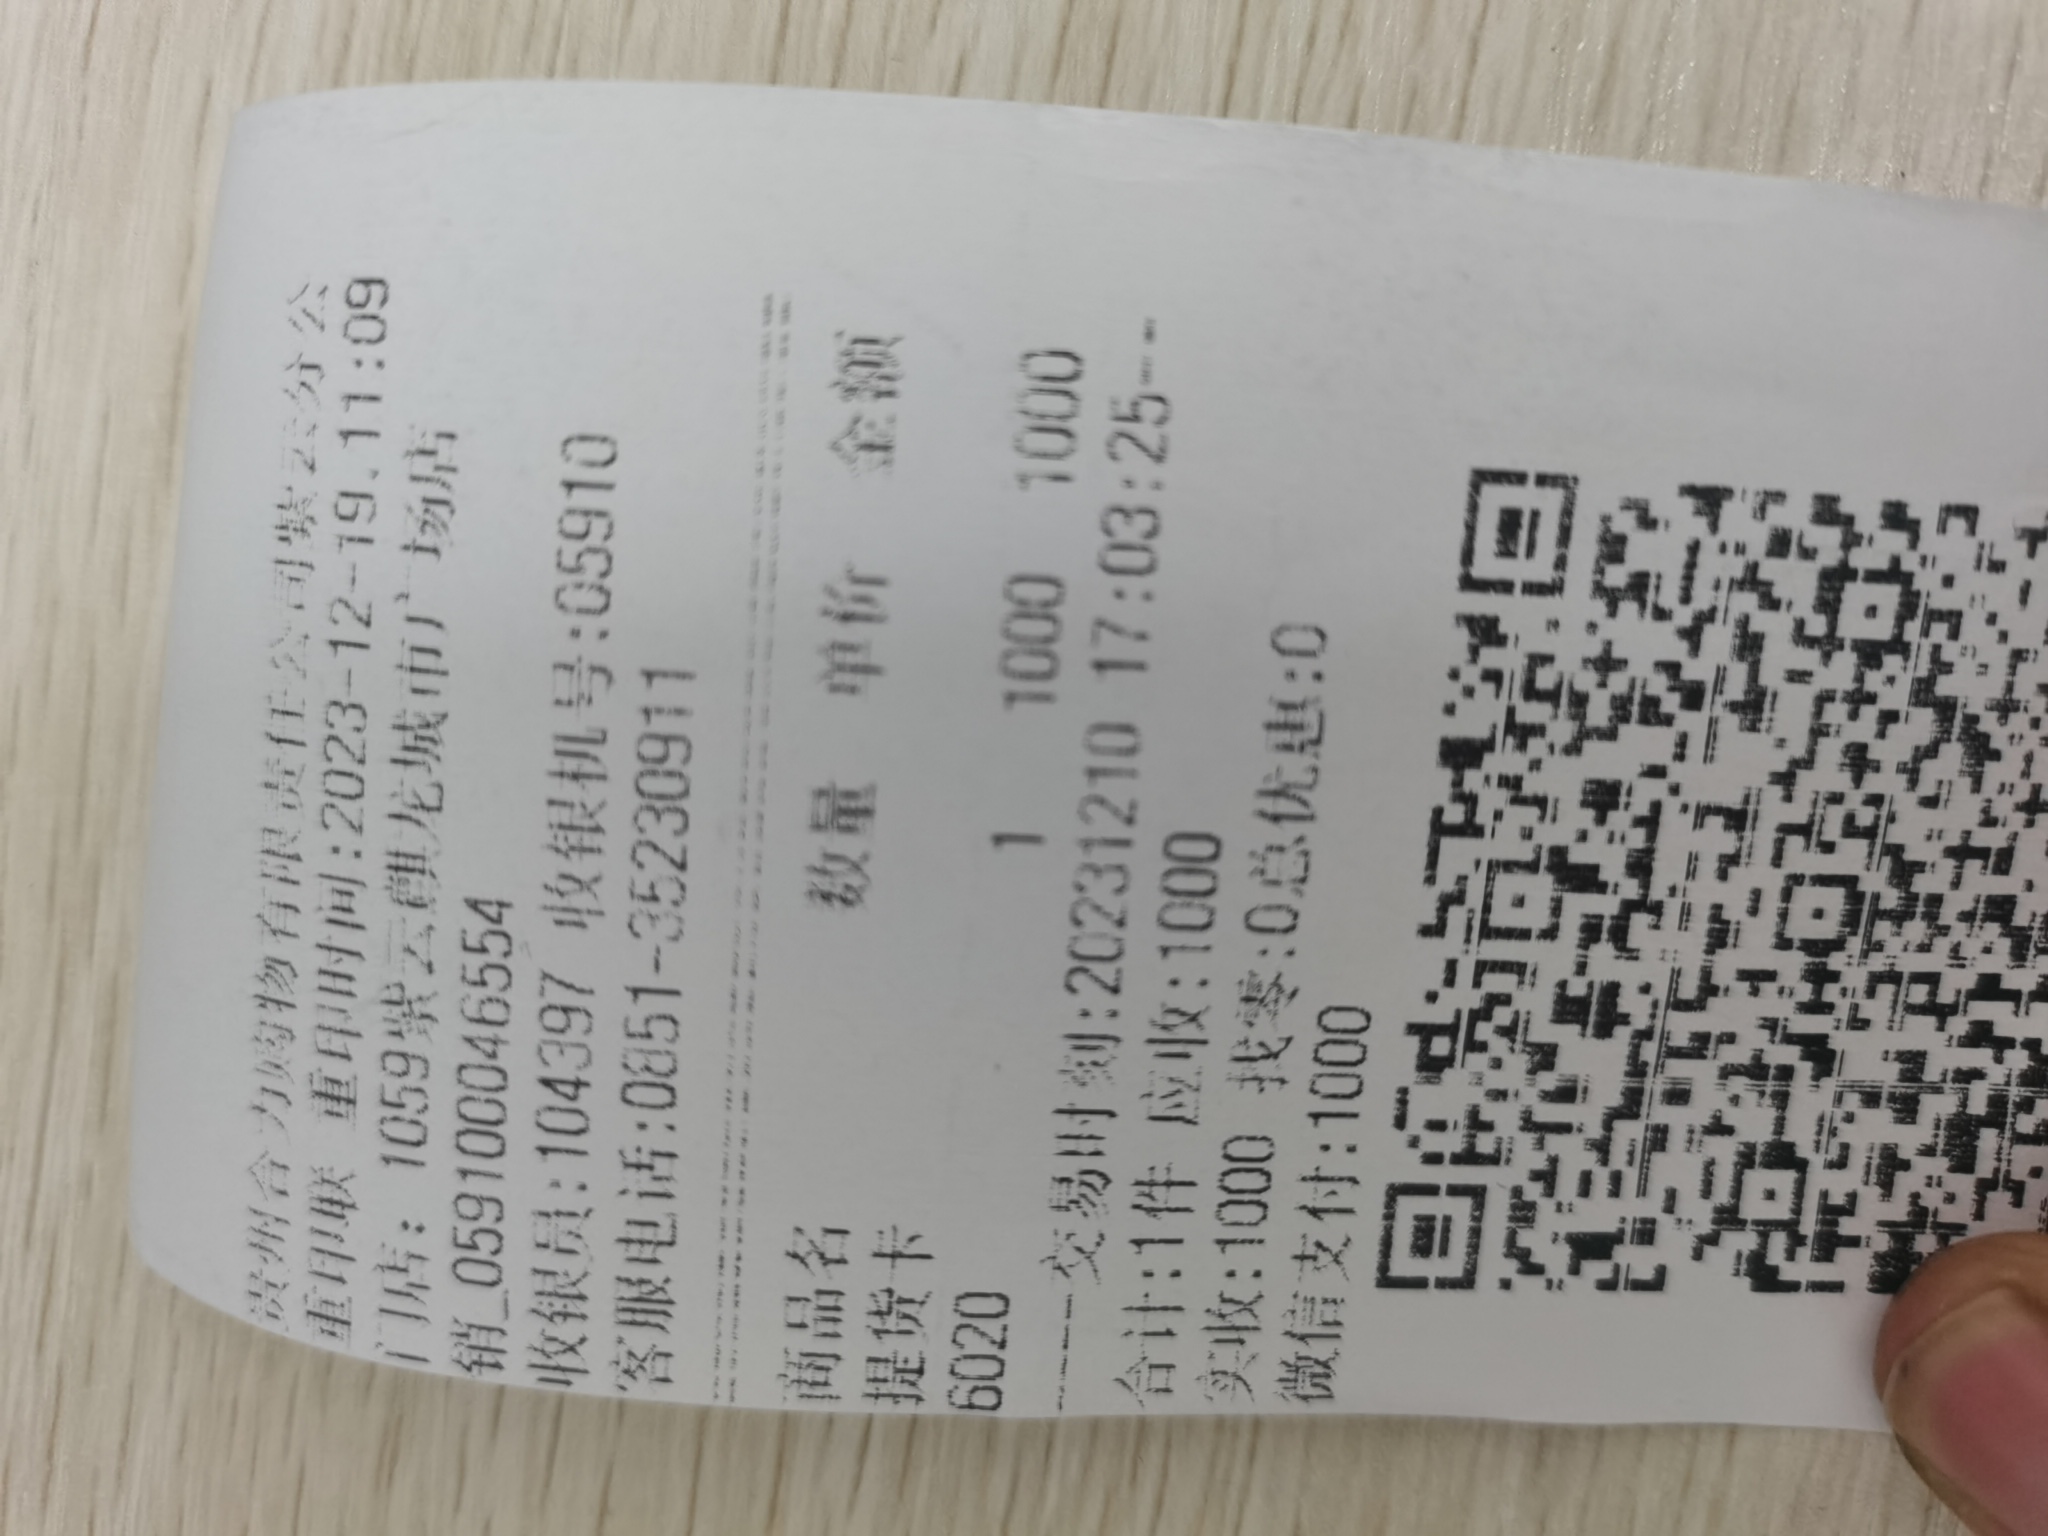 贵州合力购物有限责任公司紫云分公
重印联 重印时间:2023-12-19.11:09
门店: 1059紫云麒龙城市广场店
销_059100046554
收银员:104397 收银机号:05910
客服电话:0851-35230911
商品名 数量 单价 金额
提货卡
6020 1 1000 1000
----交易时刻:20231210 17:03:25---
合计:1件 应收:1000
实收:1000 找零:0总优惠:0
微信支付:1000